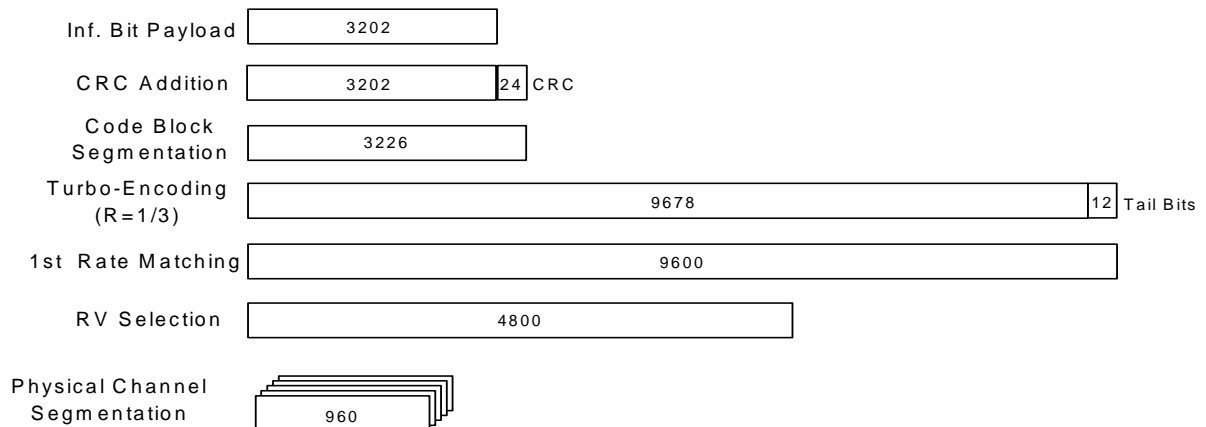 Inf. Bit Payload 3202
CRC Addition 3202 24 CRC
Code Block
Segmentation 3226
Turbo-Encoding
(R=1/3) 9678 12 Tail Bits
1st Rate Matching 9600
RV Selection 4800
Physical Channel
Segmentation 960